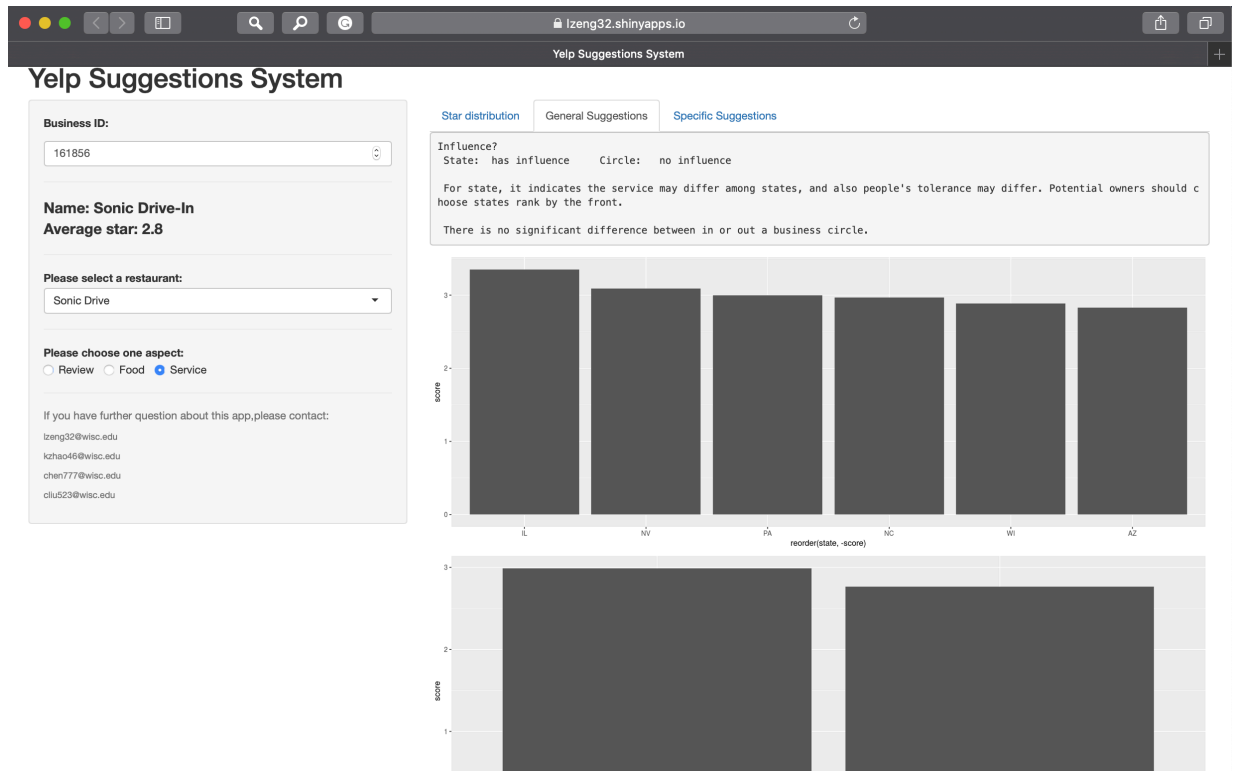 lzeng32.shinyapps.io
Yelp Suggestions System
Yelp Suggestions System
Business ID:
161856
Name: Sonic Drive-In
Average star: 2.8
Please select a restaurant:
Sonic Drive
Please choose one aspect:
Review Food Service
If you have further question about this app,please contact:
lzeng32@wisc.edu
kzhao46@wisc.edu
chen777@wisc.edu
cliu523@wisc.edu
Star distribution General Suggestions Specific Suggestions
Influence?
State: has influence Circle: no influence
For state, it indicates the service may differ among states, and also people's tolerance may differ. Potential owners should c
hoose states rank by the front.
There is no significant difference between in or out a business circle.
3
2
score
1
0
IL NV PA NC WI AZ
reorder(state, -score)
3
2
score
1